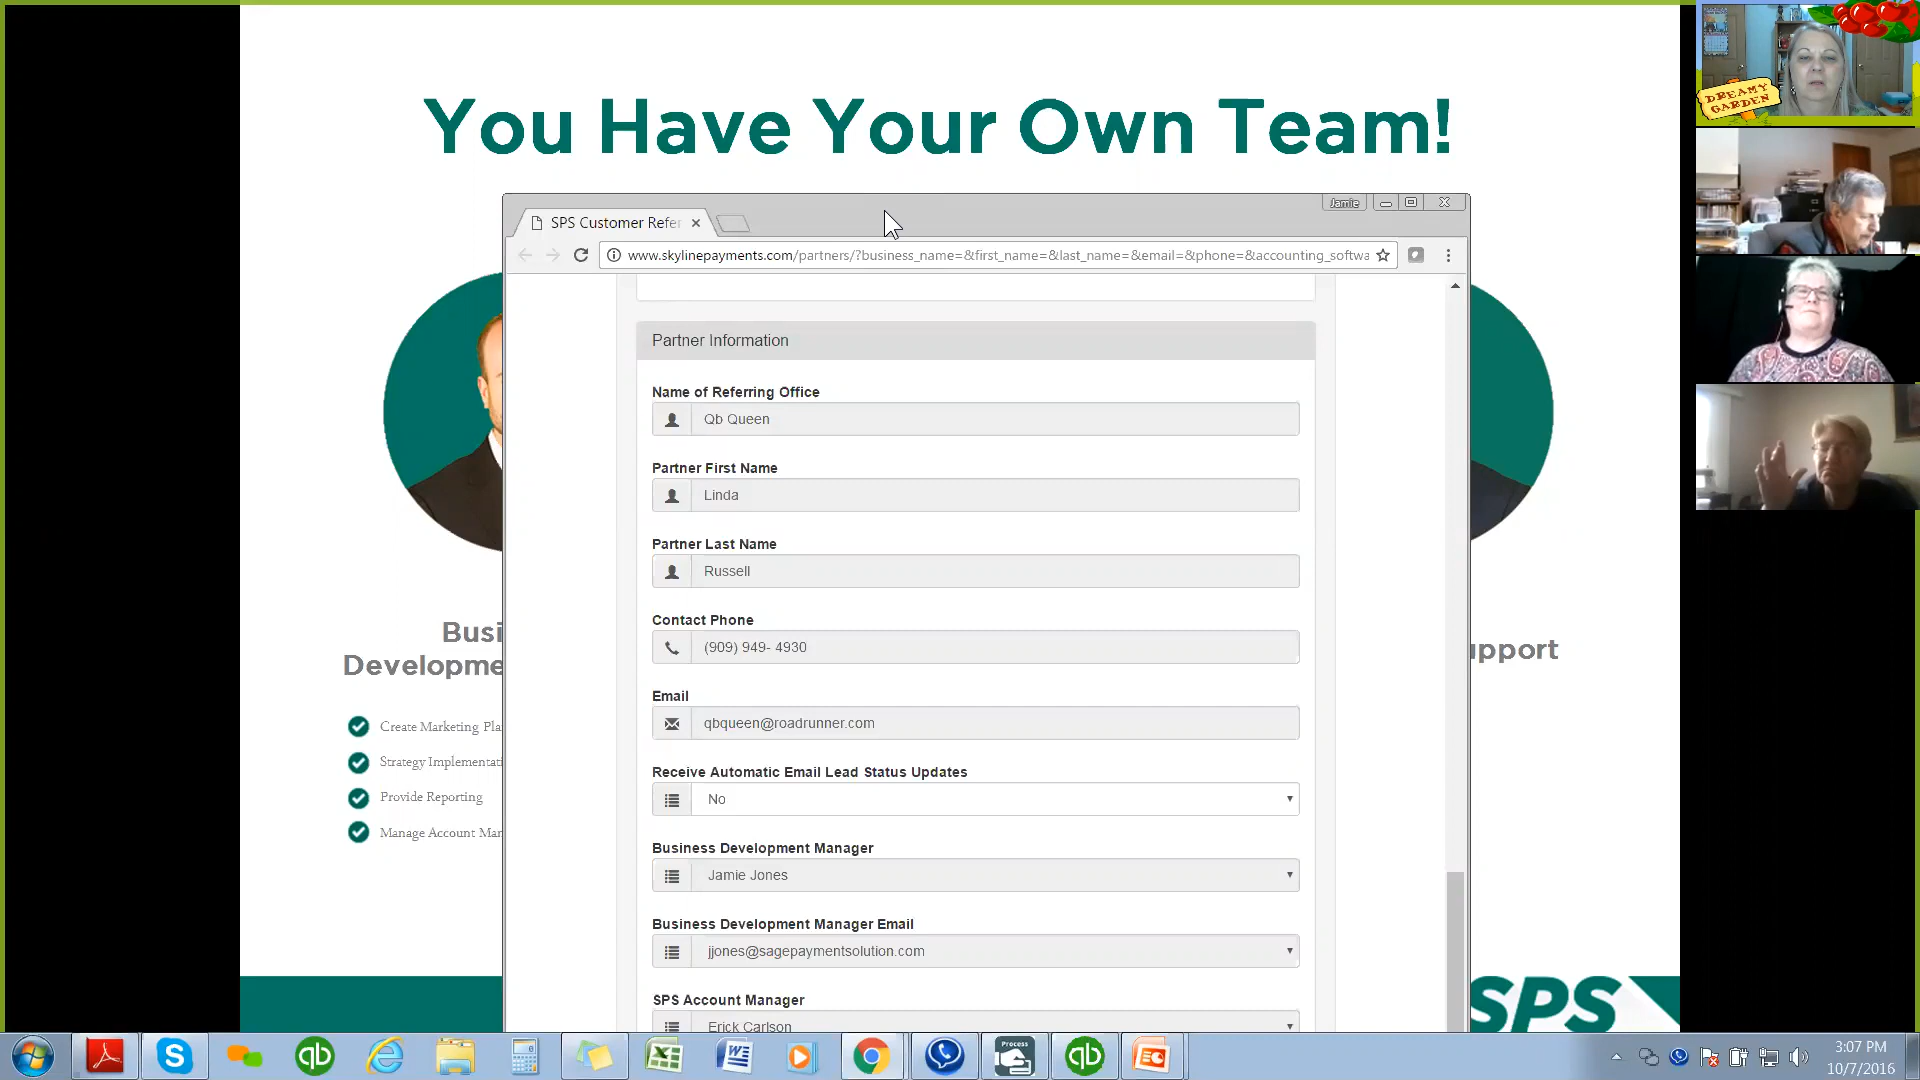 You Have Your Own Team!
DREAMY
GARDEN
Jamie
SPS Customer Refer
www.skylinepayments.com/partners/?business_name=&first_name=&last_name=&email=&phone=&accounting_softwa
Partner Information
Name of Referring Office
Qb Queen
Partner First Name
Linda
Partner Last Name
Russell
Contact Phone
(909) 949- 4930
Email
qbqueen@roadrunner.com
Receive Automatic Email Lead Status Updates
No
Business Development Manager
Jamie Jones
Business Development Manager Email
jjones@sagepaymentsolution.com
SPS Account Manager
Erick Carlson
Busi
Developme
Create Marketing Pla
Strategy Implementati
Provide Reporting
Manage Account Man
upport
SPS
Process
3:07 PM
10/7/2016